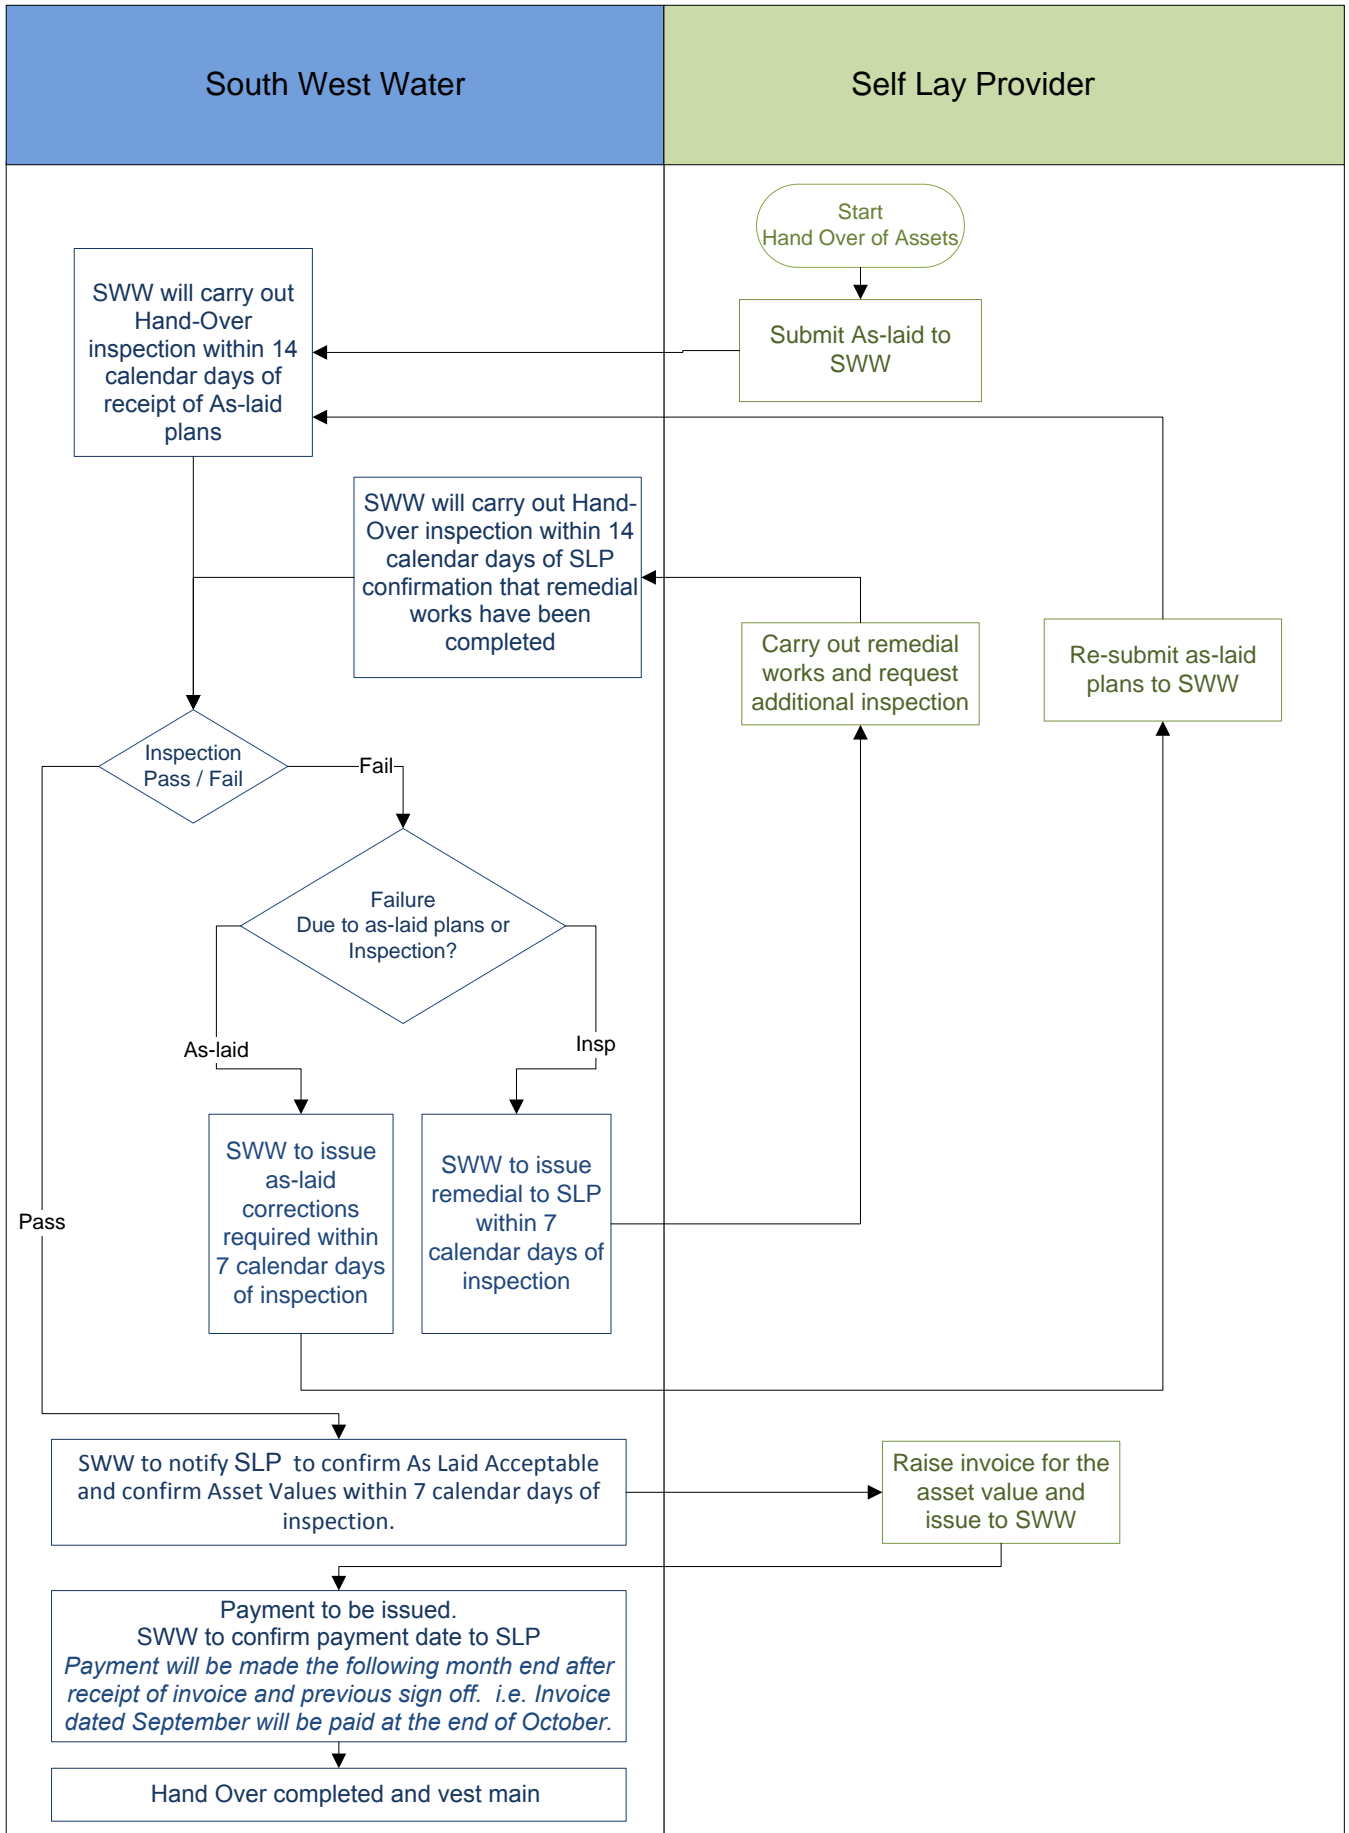 South West Water
Self Lay Provider
Start
Hand Over of Assets
Submit As-laid to
SWW
SWW will carry out
Hand-Over
inspection within 14
calendar days of
receipt of As-laid
plans
SWW will carry out Hand-
Over inspection within 14
calendar days of SLP
confirmation that remedial
works have been
completed
Carry out remedial
works and request
additional inspection
Re-submit as-laid
plans to SWW
Inspection
Pass / Fail
Fail
Failure
Due to as-laid plans or
Inspection?
As-laid
Insp
SWW to issue
as-laid
corrections
required within
7 calendar days
of inspection
SWW to issue
remedial to SLP
within 7
calendar days of
inspection
Pass
SWW to notify SLP to confirm As Laid Acceptable
and confirm Asset Values within 7 calendar days of
inspection.
Raise invoice for the
asset value and
issue to SWW
Payment to be issued.
SWW to confirm payment date to SLP
Payment will be made the following month end after
receipt of invoice and previous sign off. i.e. Invoice
dated September will be paid at the end of October.
Hand Over completed and vest main